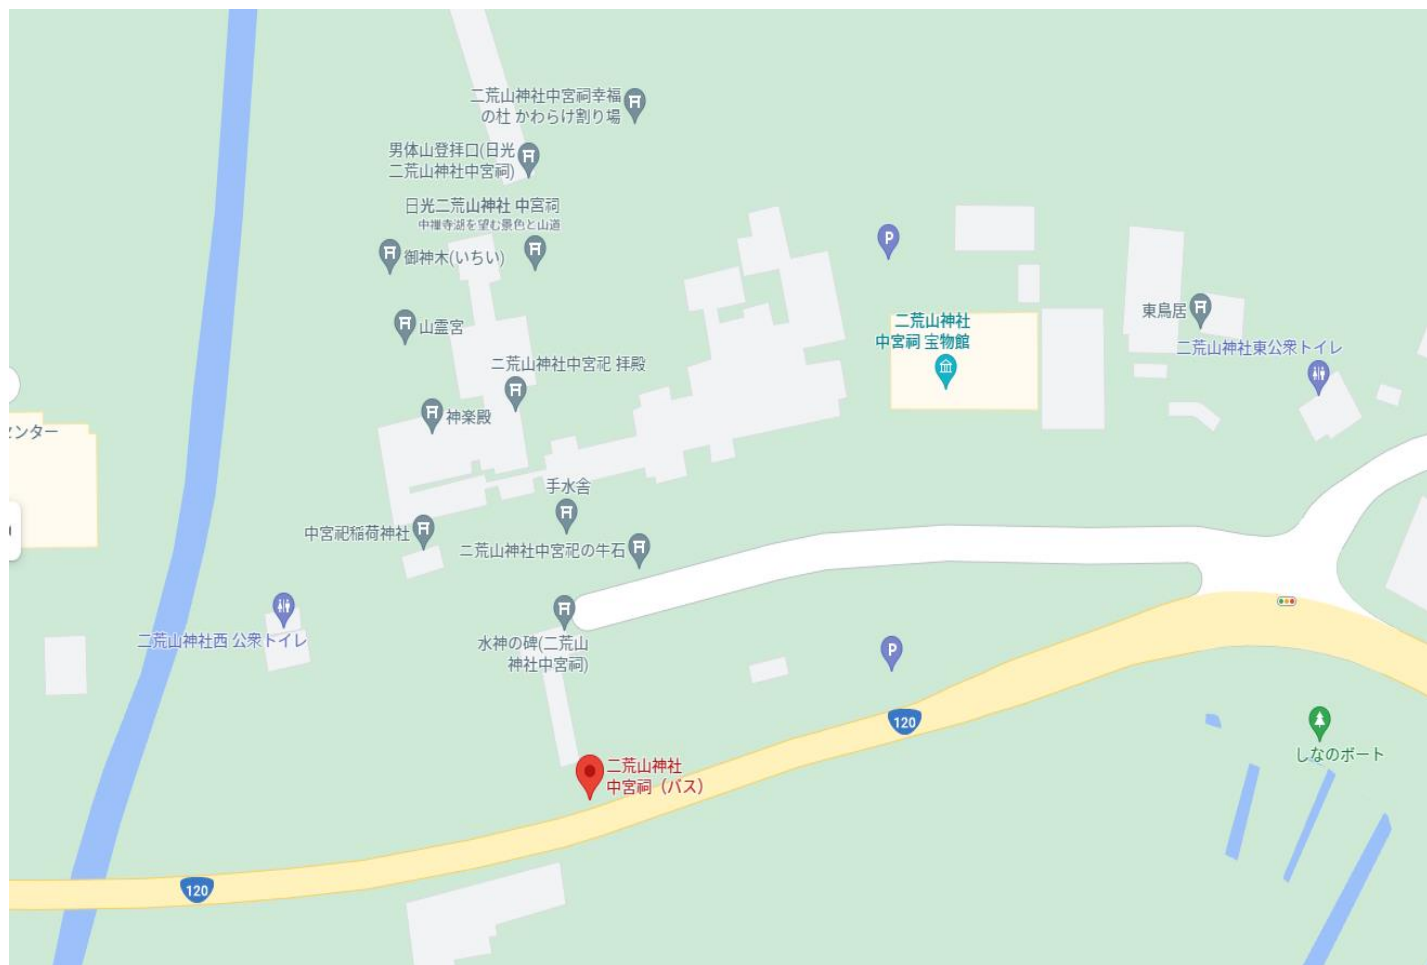 二荒山神社中宮祠幸福
の杜 かわらけ割り場
男体山登拝口(日光
二荒山神社中宮祠)
日光二荒山神社 中宮祠
中禅寺湖を望む景色と山道
御神木(いちい)
山霊宮
二荒山神社中宮祀 拝殿
神楽殿
二荒山神社
中宮祠 宝物館
東鳥居
二荒山神社東公衆トイレ
センター
手水舎
中宮祀稲荷神社
二荒山神社中宮祀の牛石
二荒山神社西 公衆トイレ
水神の碑(二荒山
神社中宮祠)
P
P
120
しなのボート
二荒山神社
中宮祠（バス）
120